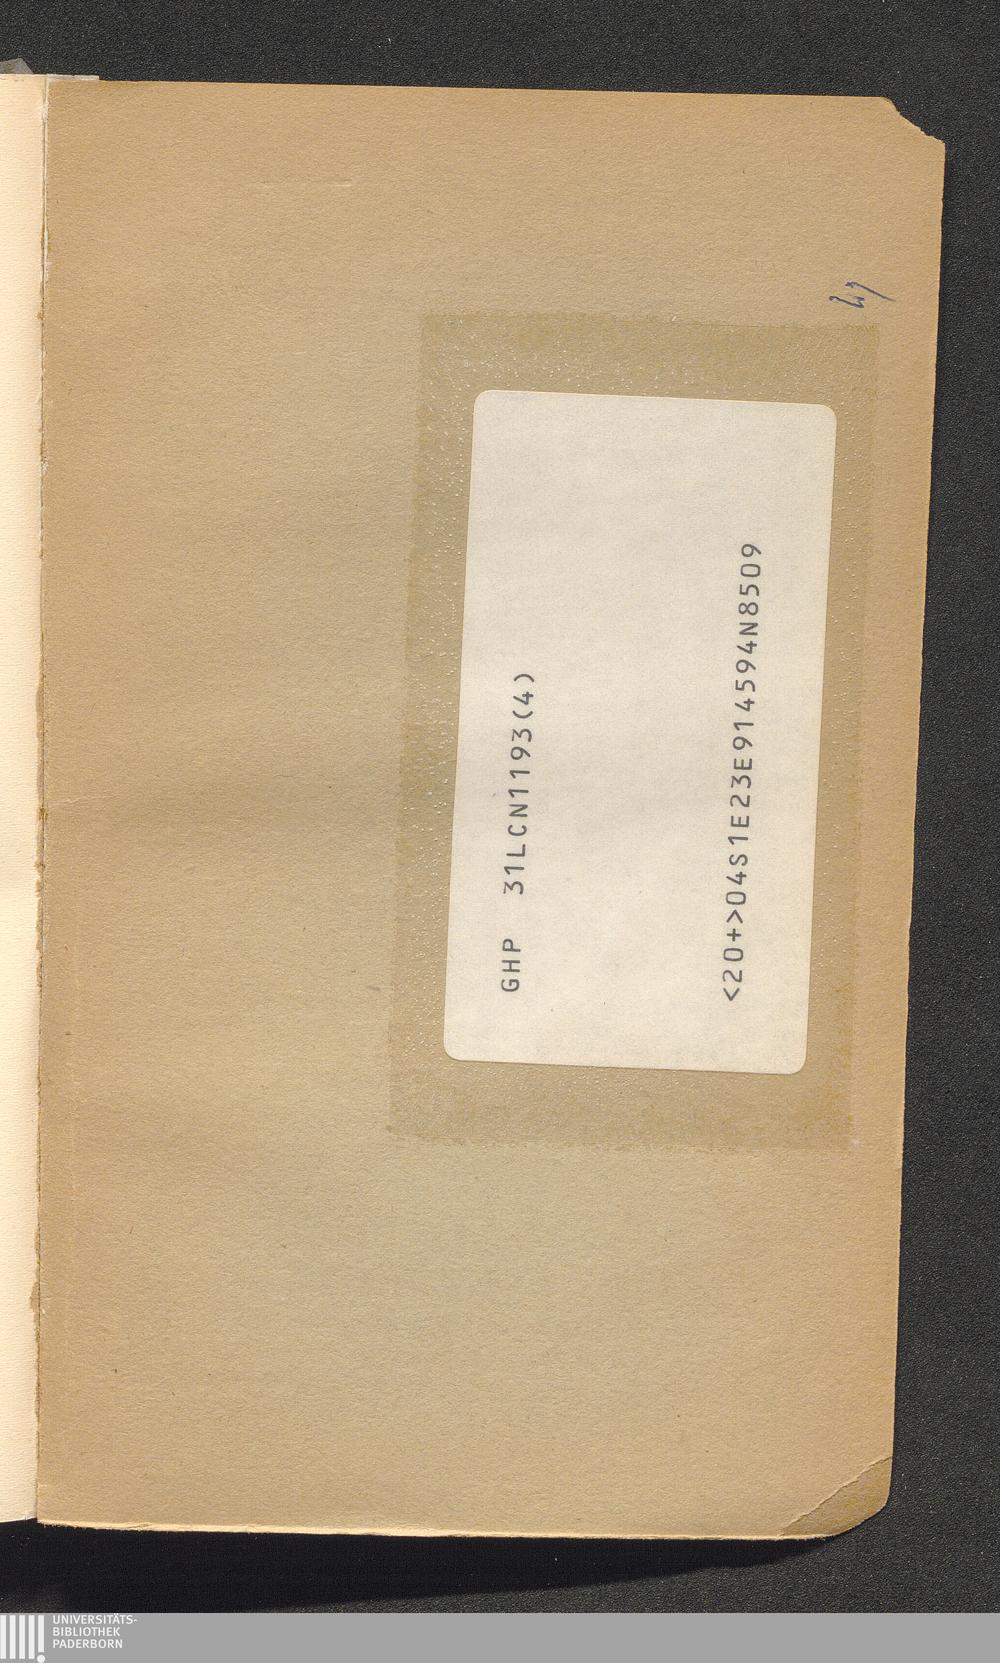 GHP 31LCN1193(4)
<20+>04S1E23E914594N8509
UNIVERSITÄTS-
BIBLIOTHEK
PADERBORN